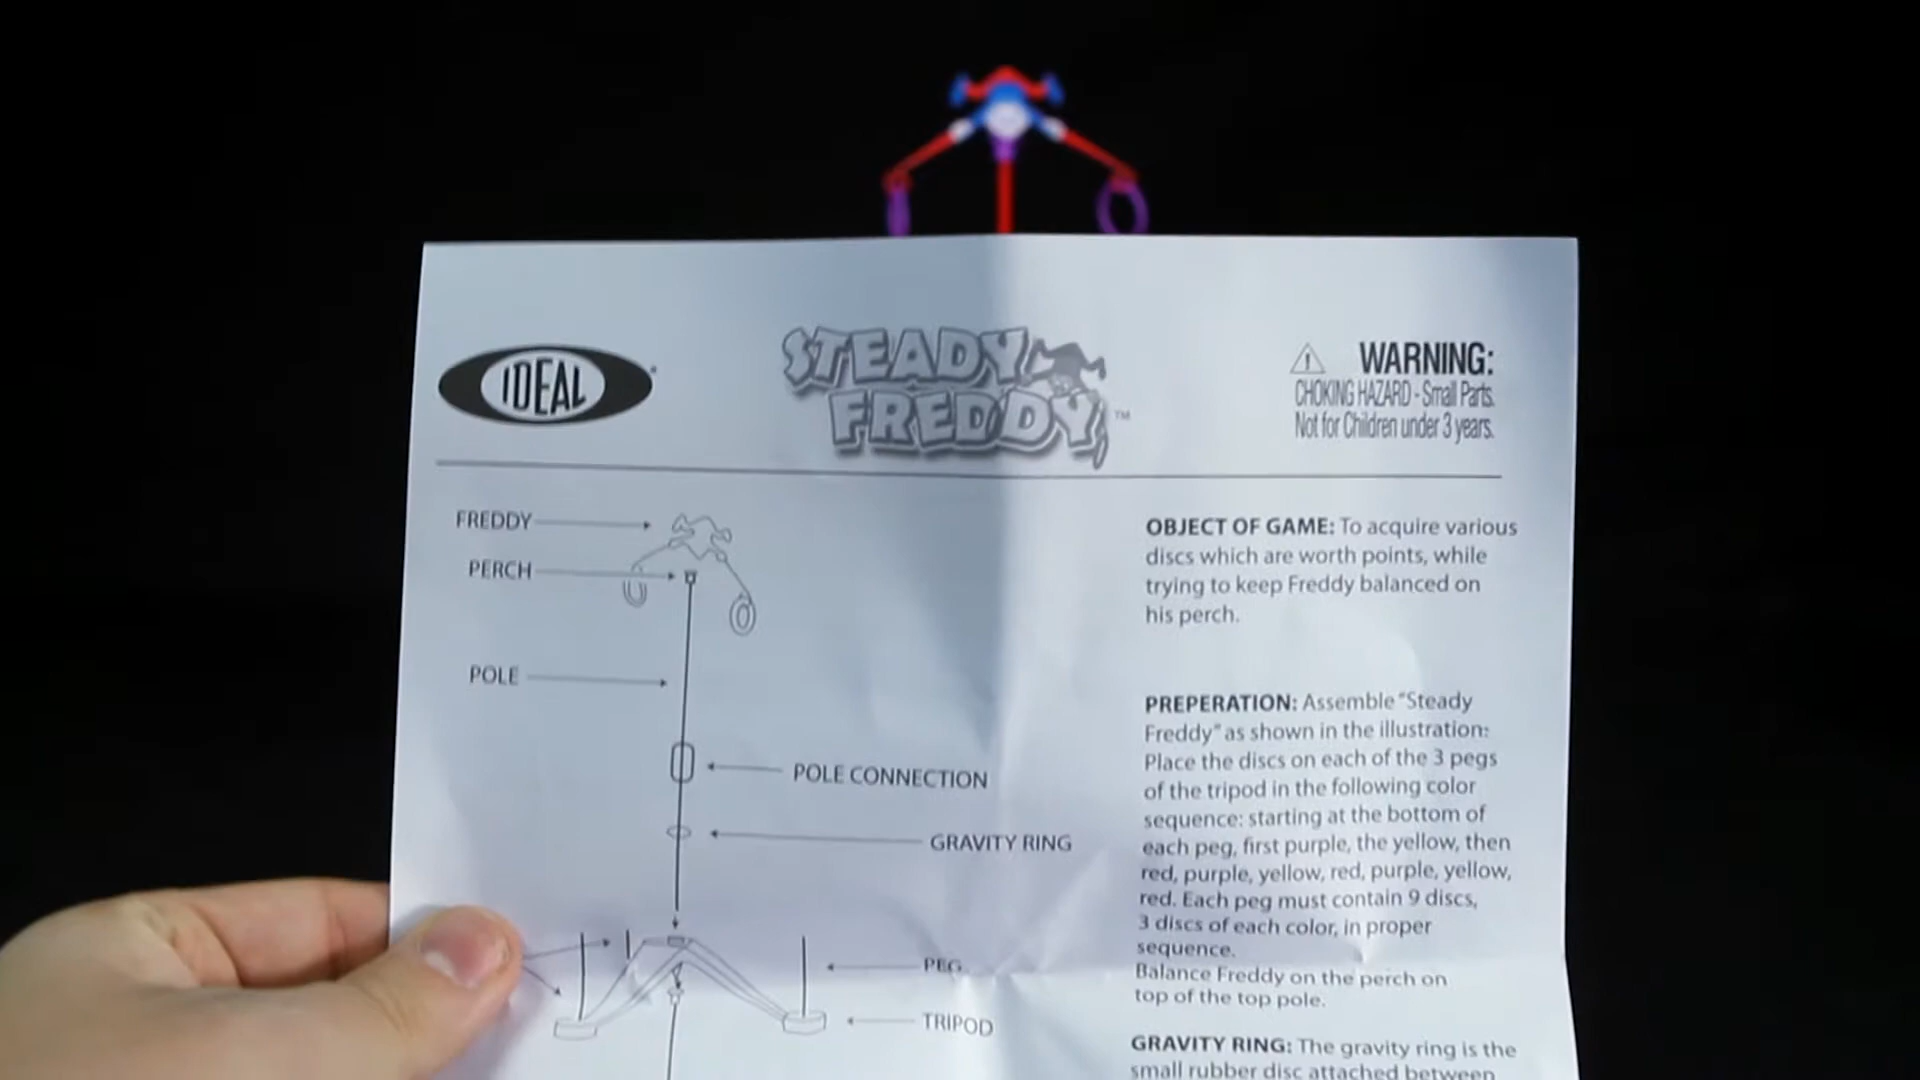 IDEAL
STEADY
FREDDY
™
WARNING:
CHOKING HAZARD - Small Parts.
Not for Children under 3 years.
FREDDY
PERCH
POLE
POLE CONNECTION
GRAVITY RING
PEG
TRIPOD
OBJECT OF GAME: To acquire various
discs which are worth points, while
trying to keep Freddy balanced on
his perch.
PREPERATION: Assemble "Steady
Freddy" as shown in the illustration:
Place the discs on each of the 3 pegs
of the tripod in the following color
sequence: starting at the bottom of
each peg, first purple, the yellow, then
red, purple, yellow, red, purple, yellow,
red. Each peg must contain 9 discs,
3 discs of each color, in proper
sequence.
Balance Freddy on the perch on
top of the top pole.
GRAVITY RING: The gravity ring is the
small rubber disc attached between